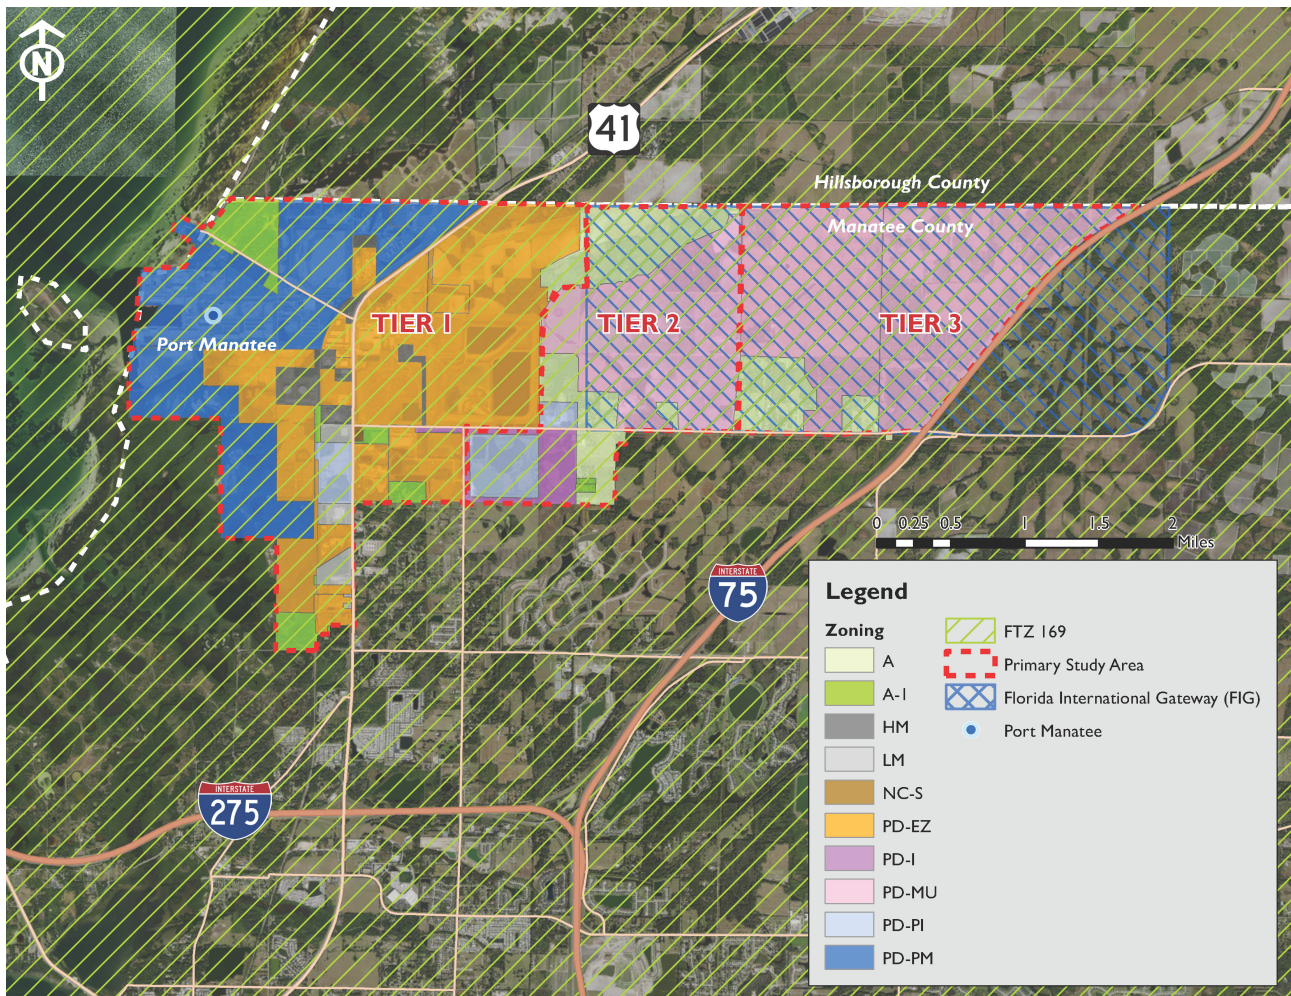 N
41
Hillsborough County
Manatee County
TIER 1
TIER 2
TIER 3
Port Manatee
0 0.25 0.5 1 1.5 2
Miles
INTERSTATE
75
INTERSTATE
275
Legend
Zoning
A
A-1
HM
LM
NC-S
PD-EZ
PD-I
PD-MU
PD-PI
PD-PM
FTZ 169
Primary Study Area
Florida International Gateway (FIG)
Port Manatee